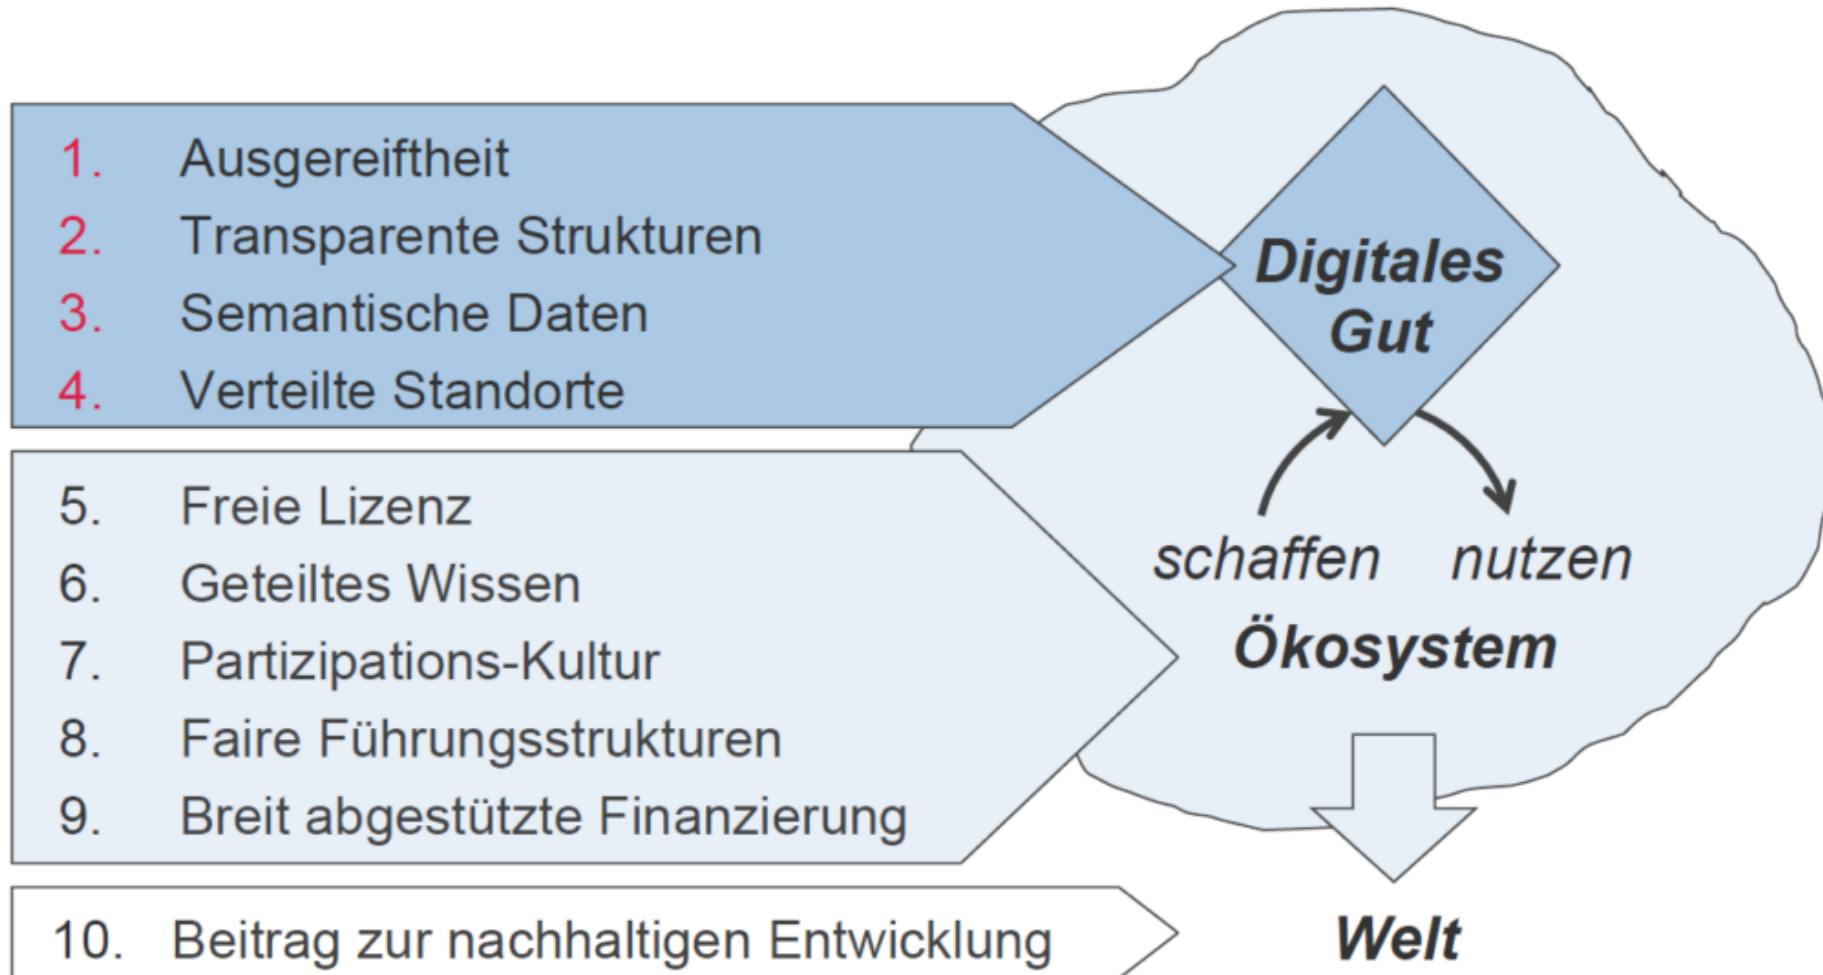 1. Ausgereiftheit
2. Transparente Strukturen
3. Semantische Daten
4. Verteilte Standorte
5. Freie Lizenz
6. Geteiltes Wissen
7. Partizipations-Kultur
8. Faire Führungsstrukturen
9. Breit abgestützte Finanzierung
10. Beitrag zur nachhaltigen Entwicklung
Digitales
Gut
schaffen nutzen
Ökosystem
Welt